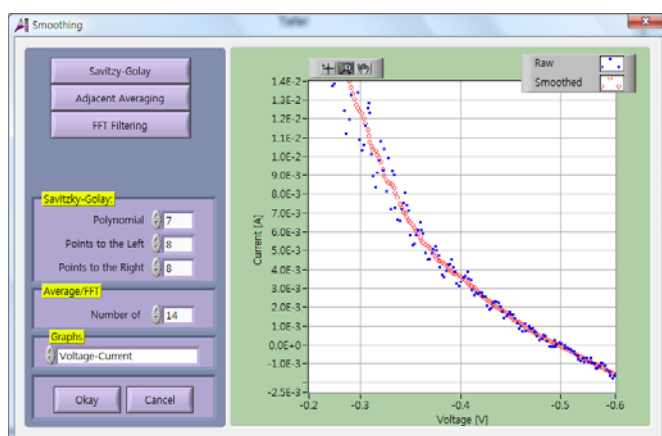 Smoothing
Savitzy-Golay
Adjacent Averaging
FFT Filtering
Savitzky-Golay:
Polynomial 7
Points to the Left 8
Points to the Right 8
Average/FFT
Number of 14
Graphs
Voltage-Current
Okay Cancel
Raw
Smoothed
1.4E-2
1.3E-2
1.2E-2
1.1E-2
1.0E-2
9.0E-3
8.0E-3
7.0E-3
6.0E-3
5.0E-3
4.0E-3
3.0E-3
2.0E-3
1.0E-3
0.0E+0
-1.0E-3
-2.5E-3
Current [A]
-0.2 -0.3 -0.4 -0.5 -0.6
Voltage [V]